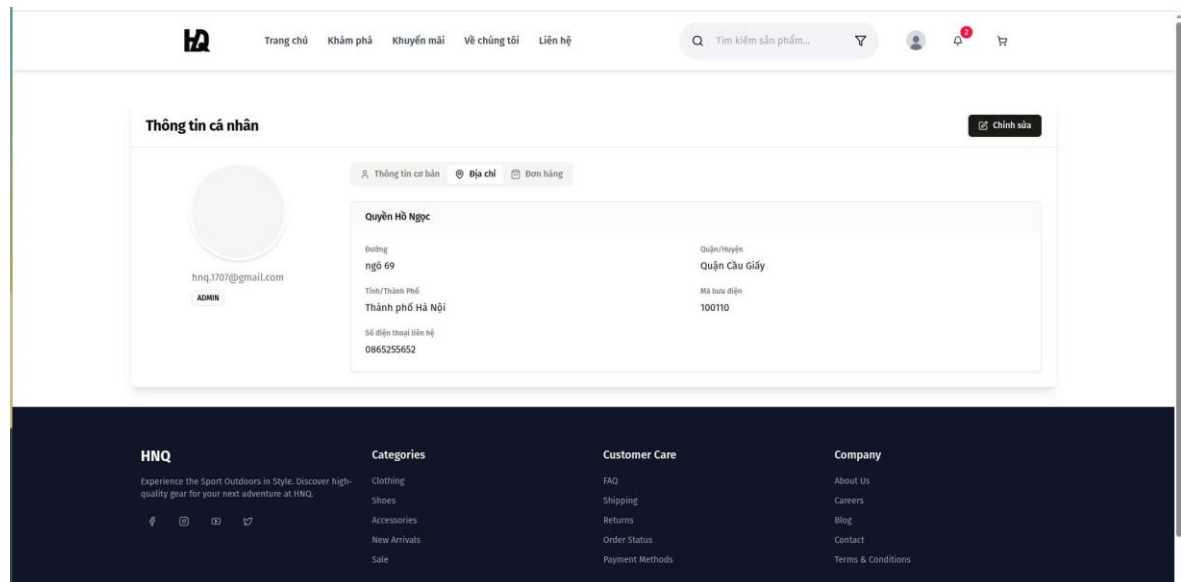 HQ
Trang chủ Khám phá Khuyến mãi Về chúng tôi Liên hệ
Tìm kiếm sản phẩm...
2
Thông tin cá nhân
Chỉnh sửa
Thông tin cơ bản Địa chỉ Đơn hàng
hnq.1707@gmail.com
ADMIN
Quyền Hồ Ngọc
Đường
ngõ 69
Quận/Huyện
Quận Cầu Giấy
Tỉnh/Thành Phố
Thành phố Hà Nội
Mã bưu điện
100110
Số điện thoại liên hệ
0865255652
HNQ
Experience the Sport Outdoors in Style. Discover high-
quality gear for your next adventure at HNQ.
Categories
Clothing
Shoes
Accessories
New Arrivals
Sale
Customer Care
FAQ
Shipping
Returns
Order Status
Payment Methods
Company
About Us
Careers
Blog
Contact
Terms & Conditions